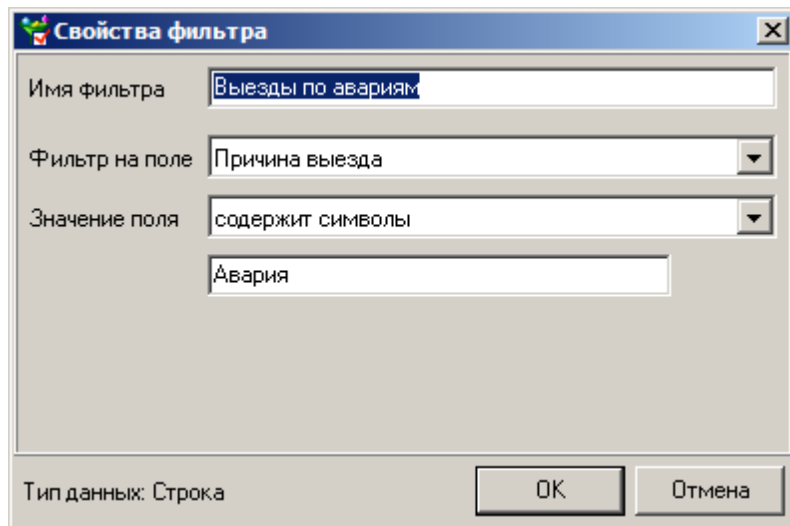 Свойства фильтра
Имя фильтра Выезды по авариям
Фильтр на поле Причина выезда
Значение поля содержит символы
Авария
Тип данных: Строка OK Отмена